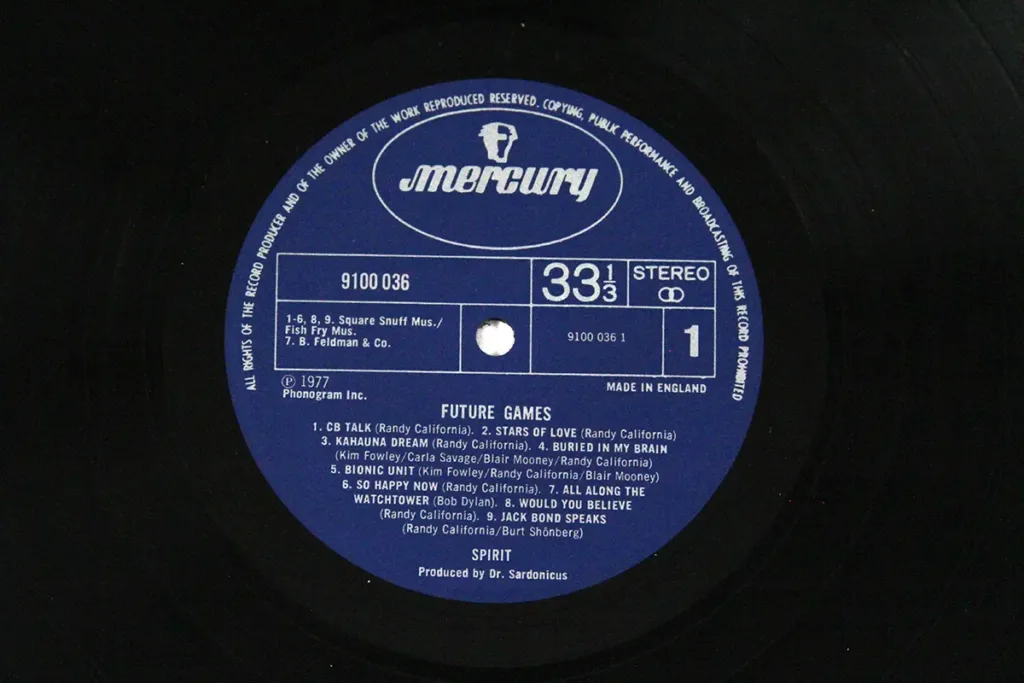 ALL RIGHTS OF THE RECORD PRODUCER AND OF THE OWNER OF THE WORK REPRODUCED RESERVED. COPYING, PUBLIC PERFORMANCE AND BROADCASTING OF THIS RECORD PROHIBITED
mercury
9100 036
33 1/3
STEREO
1-6, 8, 9. Square Snuff Mus./
Fish Fry Mus.
7. B. Feldman & Co.
9100 036 1
1
Ⓟ 1977
Phonogram Inc.
MADE IN ENGLAND
FUTURE GAMES
1. CB TALK (Randy California). 2. STARS OF LOVE (Randy California)
3. KAHAUNA DREAM (Randy California). 4. BURIED IN MY BRAIN
(Kim Fowley/Carla Savage/Blair Mooney/Randy California)
5. BIONIC UNIT (Kim Fowley/Randy California/Blair Mooney)
6. SO HAPPY NOW (Randy California). 7. ALL ALONG THE
WATCHTOWER (Bob Dylan). 8. WOULD YOU BELIEVE
(Randy California). 9. JACK BOND SPEAKS
(Randy California/Burt Shönberg)
SPIRIT
Produced by Dr. Sardonicus